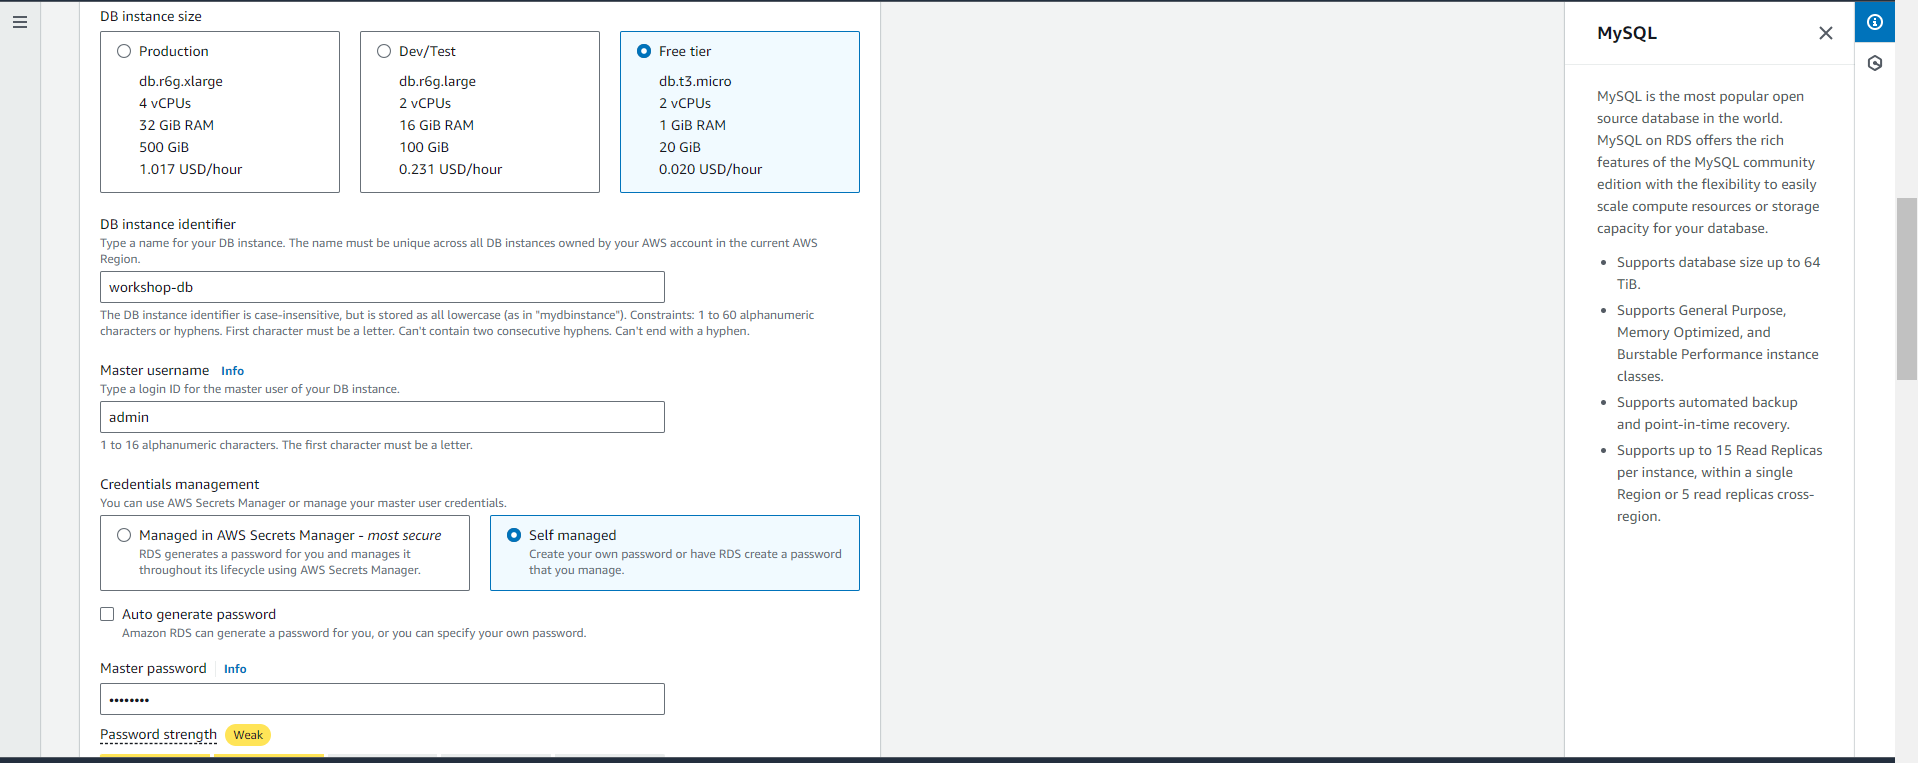 DB instance size
Production
db.r6g.xlarge
4 vCPUs
32 GiB RAM
500 GiB
1.017 USD/hour
Dev/Test
db.r6g.large
2 vCPUs
16 GiB RAM
100 GiB
0.231 USD/hour
Free tier
db.t3.micro
2 vCPUs
1 GiB RAM
20 GiB
0.020 USD/hour
DB instance identifier
Type a name for your DB instance. The name must be unique across all DB instances owned by your AWS account in the current AWS
Region.
workshop-db
The DB instance identifier is case-insensitive, but is stored as all lowercase (as in "mydbinstance"). Constraints: 1 to 60 alphanumeric
characters or hyphens. First character must be a letter. Can't contain two consecutive hyphens. Can't end with a hyphen.
Master username Info
Type a login ID for the master user of your DB instance.
admin
1 to 16 alphanumeric characters. The first character must be a letter.
Credentials management
You can use AWS Secrets Manager or manage your master user credentials.
Managed in AWS Secrets Manager - most secure
RDS generates a password for you and manages it
throughout its lifecycle using AWS Secrets Manager.
Self managed
Create your own password or have RDS create a password
that you manage.
Auto generate password
Amazon RDS can generate a password for you, or you can specify your own password.
Master password Info
••••••••
Password strength Weak
MySQL
MySQL is the most popular open
source database in the world.
MySQL on RDS offers the rich
features of the MySQL community
edition with the flexibility to easily
scale compute resources or storage
capacity for your database.
• Supports database size up to 64
TiB.
• Supports General Purpose,
Memory Optimized, and
Burstable Performance instance
classes.
• Supports automated backup
and point-in-time recovery.
• Supports up to 15 Read Replicas
per instance, within a single
Region or 5 read replicas cross-
region.